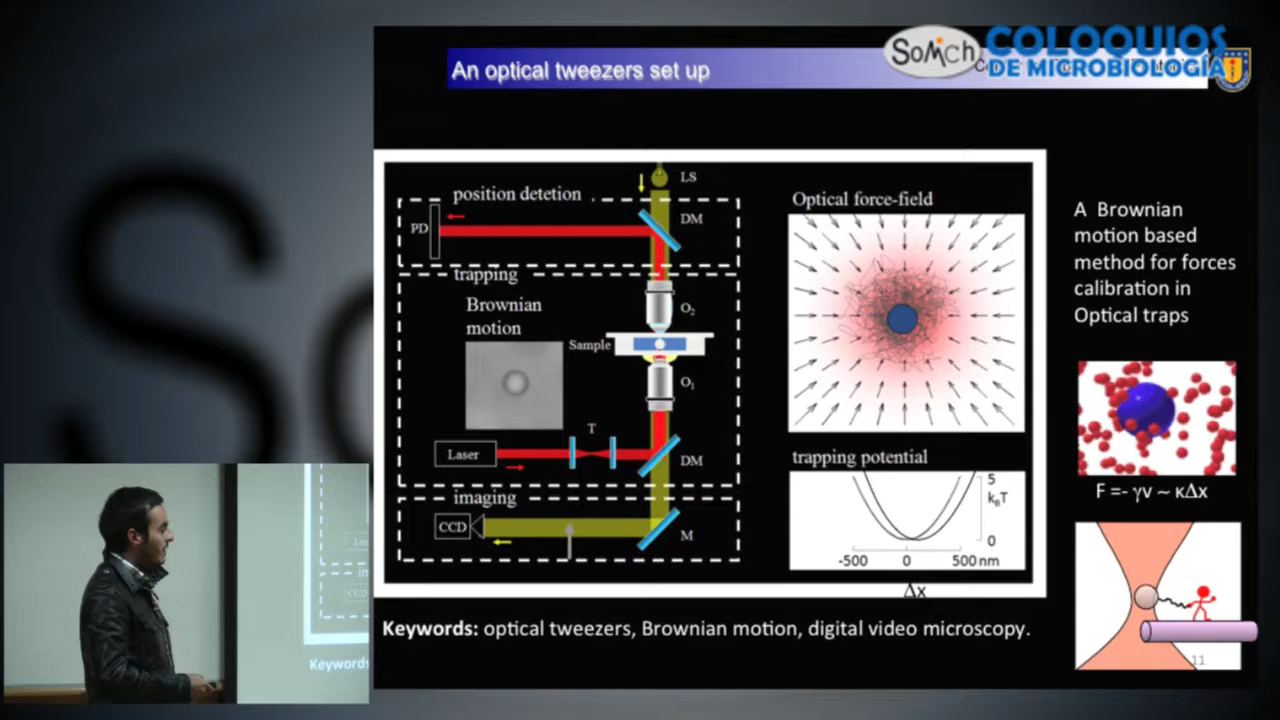 An optical tweezers set up
SoMich
COLOQUIOS
DE MICROBIOLOGÍA
position detetion
LS
DM
PD
trapping
Brownian
motion
O₂
Sample
O₁
T
Laser
DM
imaging
CCD
M
Optical force-field
trapping potential
5
kBT
0
-500 0 500 nm
Δx
A Brownian
motion based
method for forces
calibration in
Optical traps
F =- γv ~ κΔx
11
Keywords: optical tweezers, Brownian motion, digital video microscopy.
Keywords